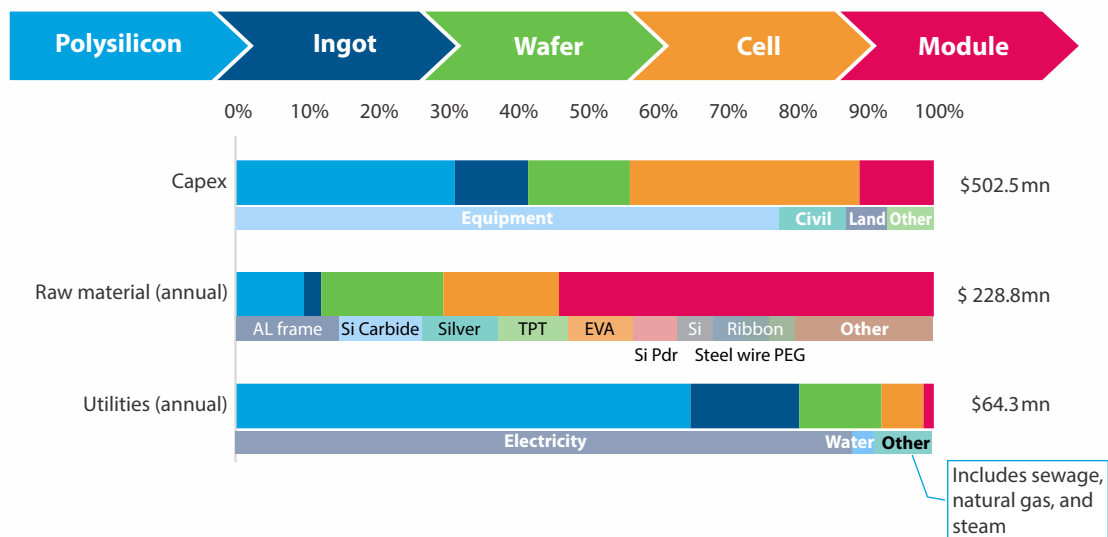 Polysilicon Ingot Wafer Cell Module
0% 10% 20% 30% 40% 50% 60% 70% 80% 90% 100%
Capex $502.5mn
Equipment Civil Land Other
Raw material (annual) $ 228.8mn
AL frame Si Carbide Silver TPT EVA Si Ribbon Other
Si Pdr Steel wire PEG
Utilities (annual) $64.3mn
Electricity Water Other
Includes sewage,
natural gas, and
steam